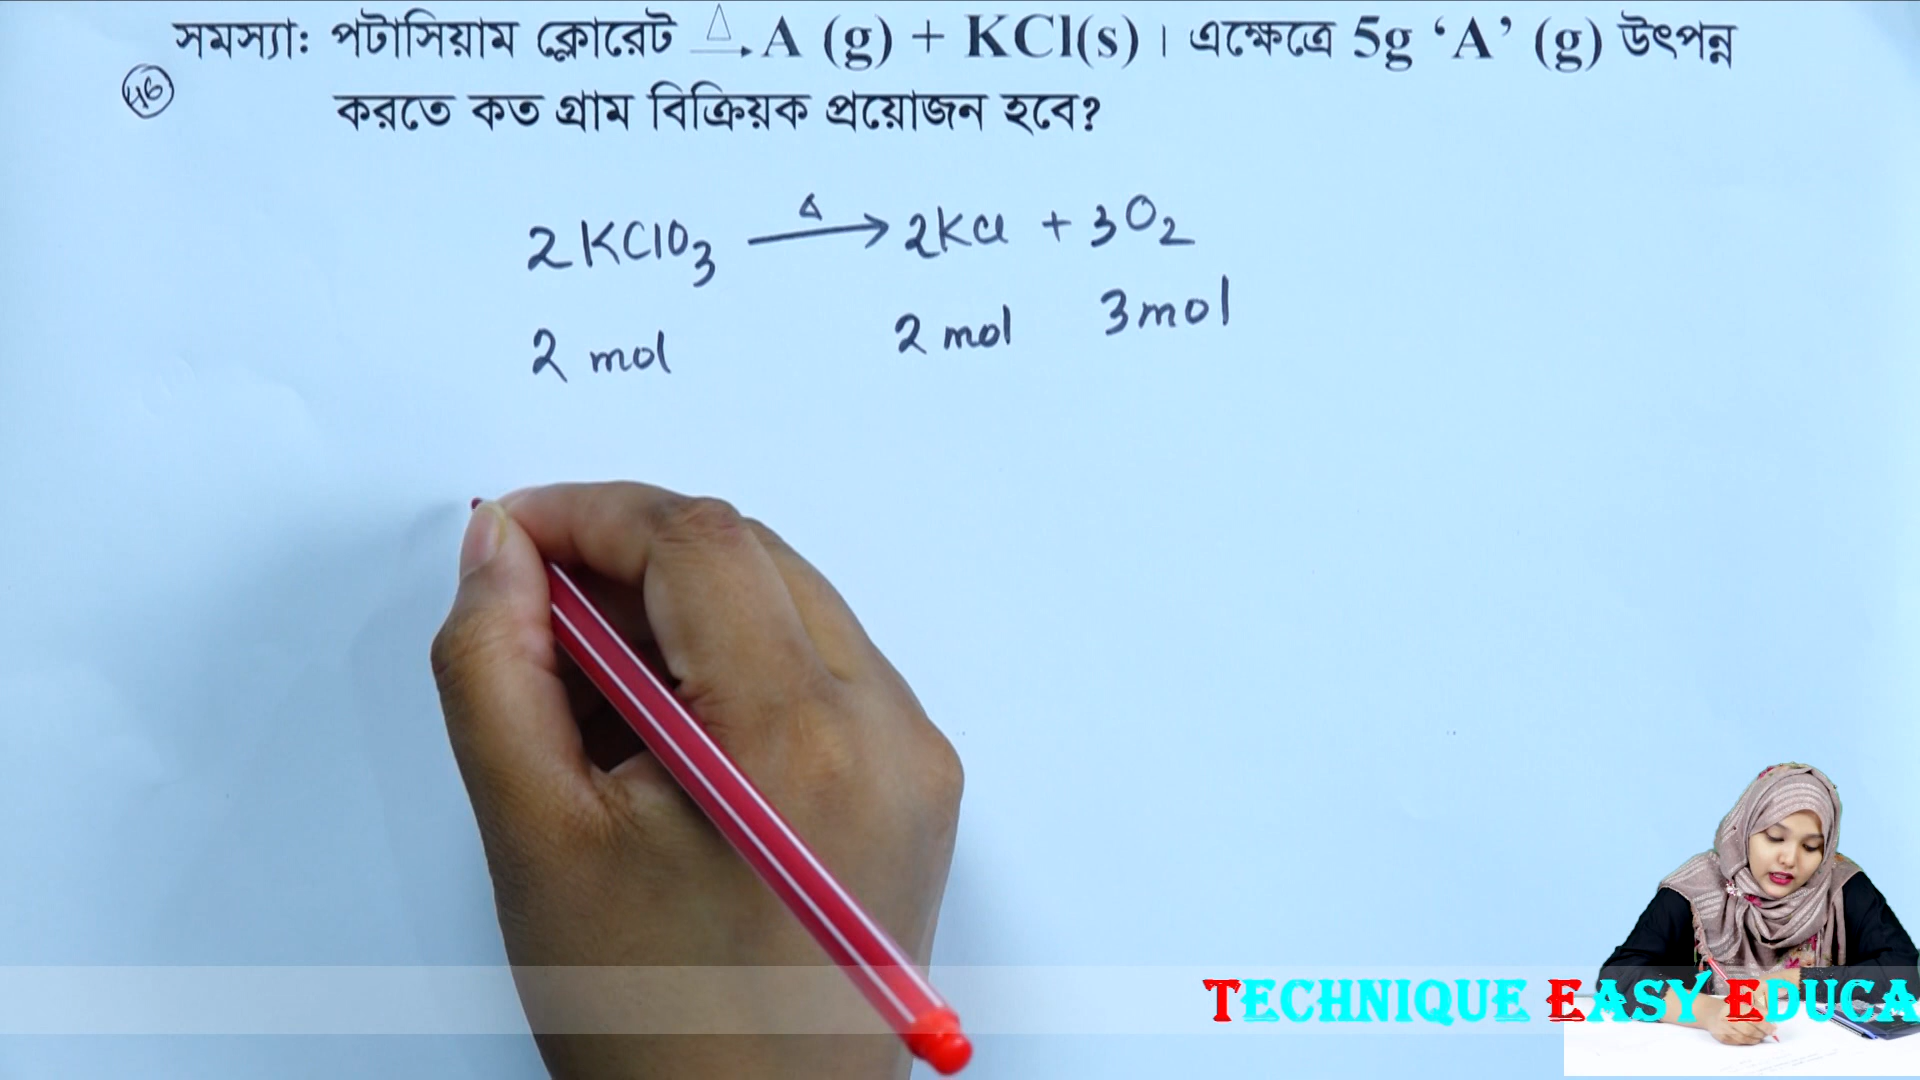 সমস্যাঃ পটাসিয়াম ক্লোরেট △→ A (g) + KCl(s) । এক্ষেত্রে 5g ‘A’ (g) উৎপন্ন
46
করতে কত গ্রাম বিক্রিয়ক প্রয়োজন হবে?
2KClO3 △→ 2KCl + 3O2
2 mol 2 mol 3mol
TECHNIQUE EASY EDUCA